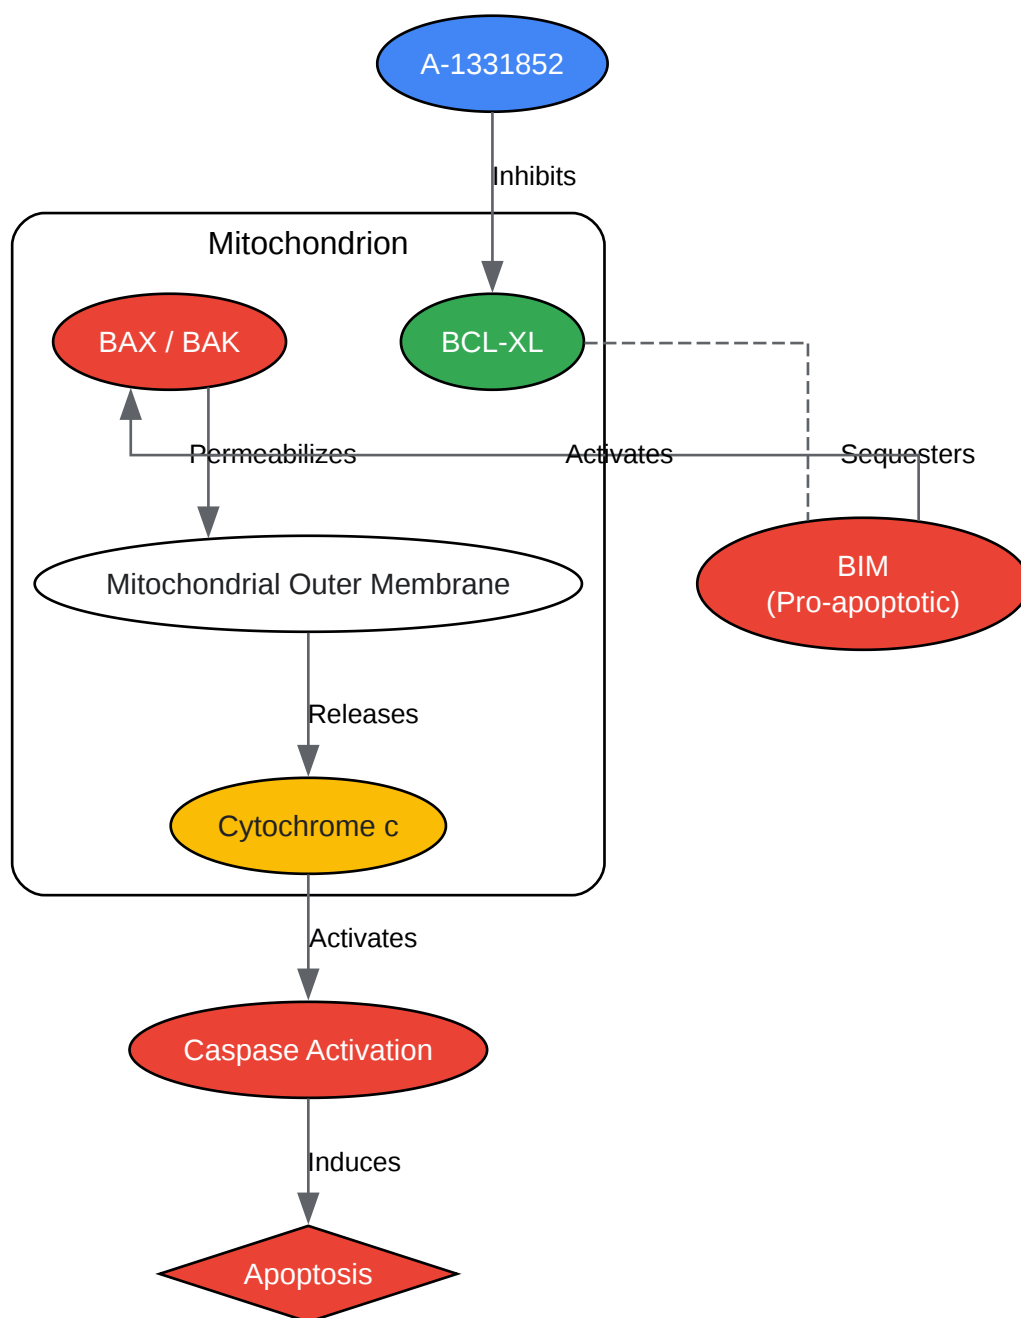 A-1331852
Inhibits
Mitochondrion
BAX / BAK
BCL-XL
Permeabilizes
Activates
Sequesters
Mitochondrial Outer Membrane
BIM
(Pro-apoptotic)
Releases
Cytochrome c
Activates
Caspase Activation
Induces
Apoptosis